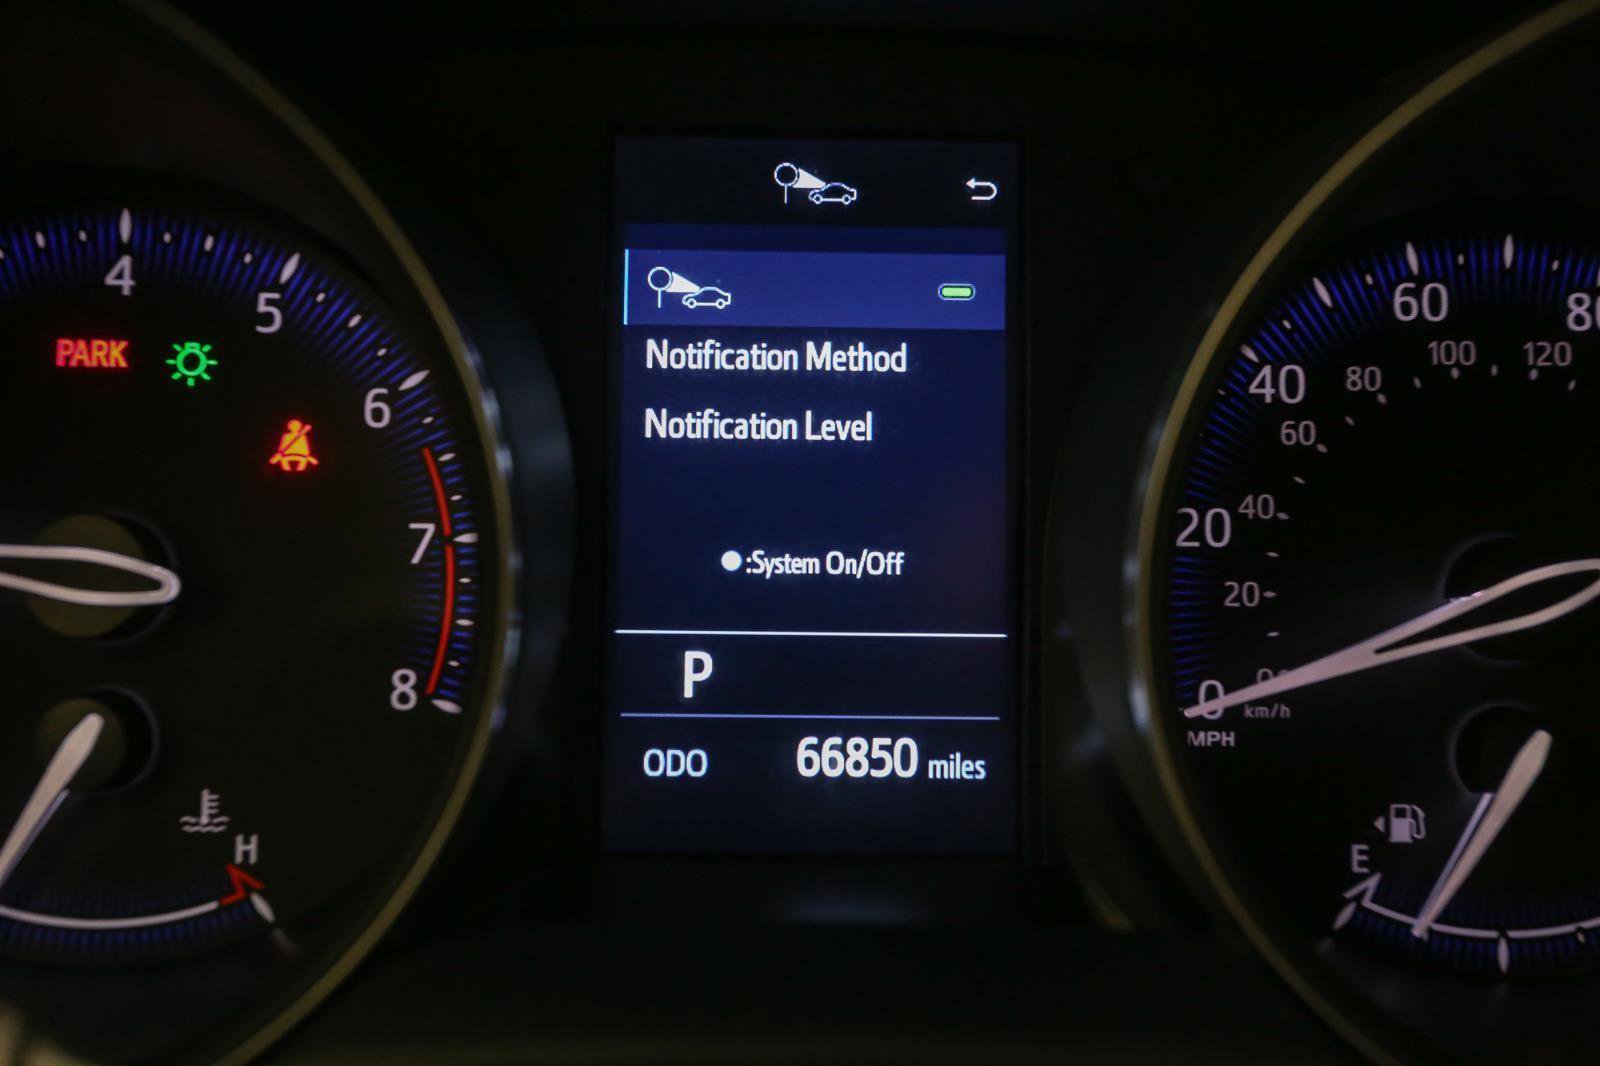 4
5
6
7
8
PARK
H
Notification Method
Notification Level
:System On/Off
P
ODO 66850 miles
0
20
40
60
20
40
60
80
100
120
km/h
MPH
E